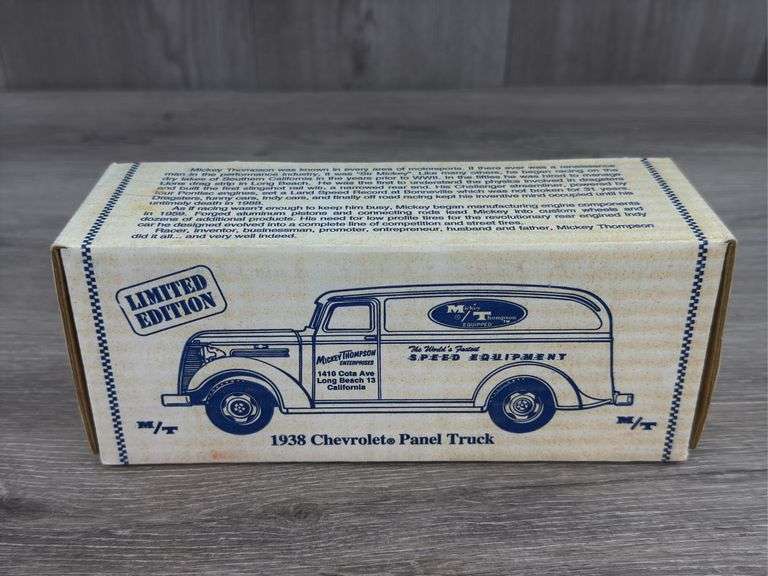 Mickey Thompson was known in every area of motorsports. If there ever was a renaissance
man in the performance industry, it was "Sir Mickey". Like many others, he began racing on the
dry lakes of Southern California in the years prior to WWII. In the fifties he was hired to manage
Lions drag strip in Long Beach. He was the first to understand the need for weight in dragsters
and built the first slingshot rail with a narrowed rear end. His Challenger streamliner, powered by
four Pontiac engines, set a Land Speed Record at Bonneville which was not broken for 31 years.
Dragsters, funny cars, Indy cars, and finally off road racing kept his inventive mind occupied until his
untimely death in 1988.
As if racing wasn't enough to keep him busy, Mickey began manufacturing engine components
in 1959. Forged aluminum pistons and connecting rods lead Mickey into custom wheels and
dozens of additional products. His need for low profile tires for the revolutionary rear engined Indy
car he designed evolved into a complete line of competition and street tires.
Racer, inventor, businessman, promoter, entrepreneur, husband and father, Mickey Thompson
did it all... and very well indeed.
LIMITED
EDITION
Mickey
M/T Thompson
EQUIPPED
The World's Fastest
SPEED EQUIPMENT
MICKEY THOMPSON
ENTERPRISES
1410 Cota Ave
Long Beach 13
California
M/T
M/T
1938 Chevrolet® Panel Truck